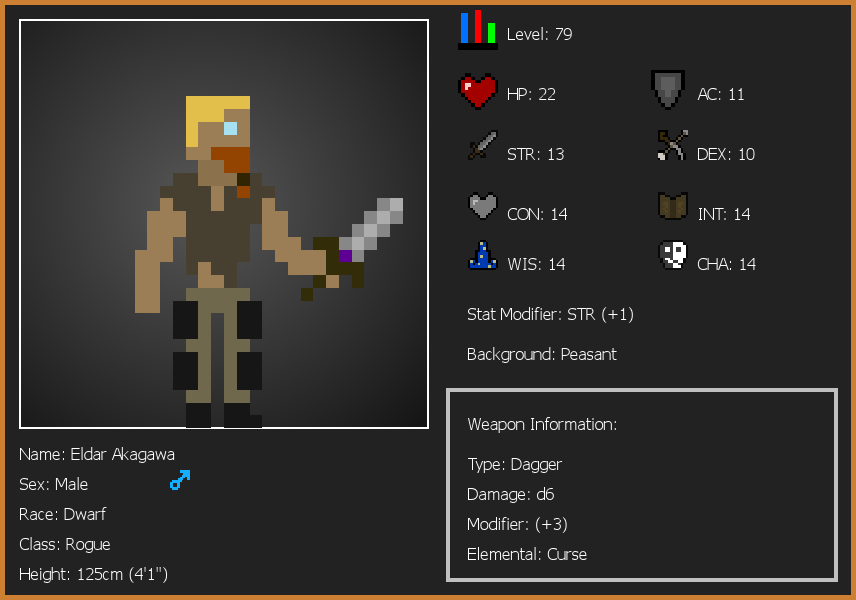 Level: 79
HP: 22
AC: 11
STR: 13
DEX: 10
CON: 14
INT: 14
WIS: 14
CHA: 14
Stat Modifier: STR (+1)
Background: Peasant
Weapon Information:
Type: Dagger
Damage: d6
Modifier: (+3)
Elemental: Curse
Name: Eldar Akagawa
Sex: Male
Race: Dwarf
Class: Rogue
Height: 125cm (4'1")